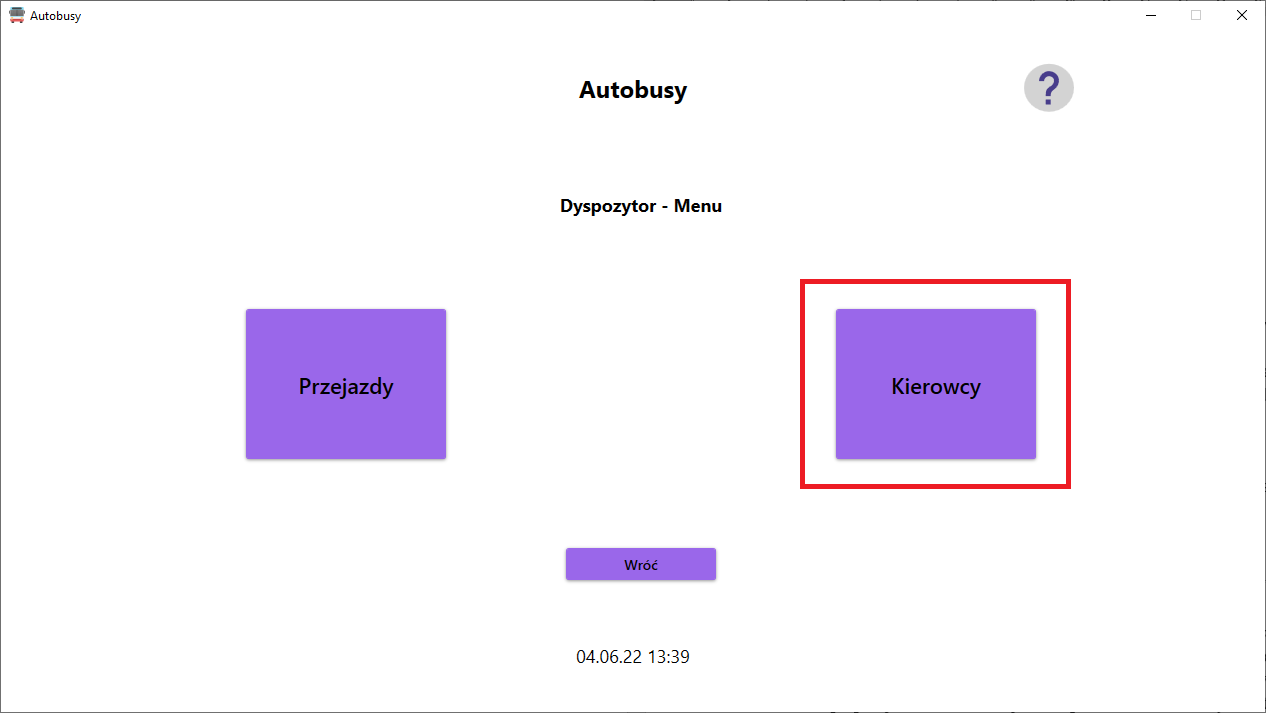 Autobusy
Autobusy
?
Dyspozytor - Menu
Przejazdy
Kierowcy
Wróć
04.06.22 13:39